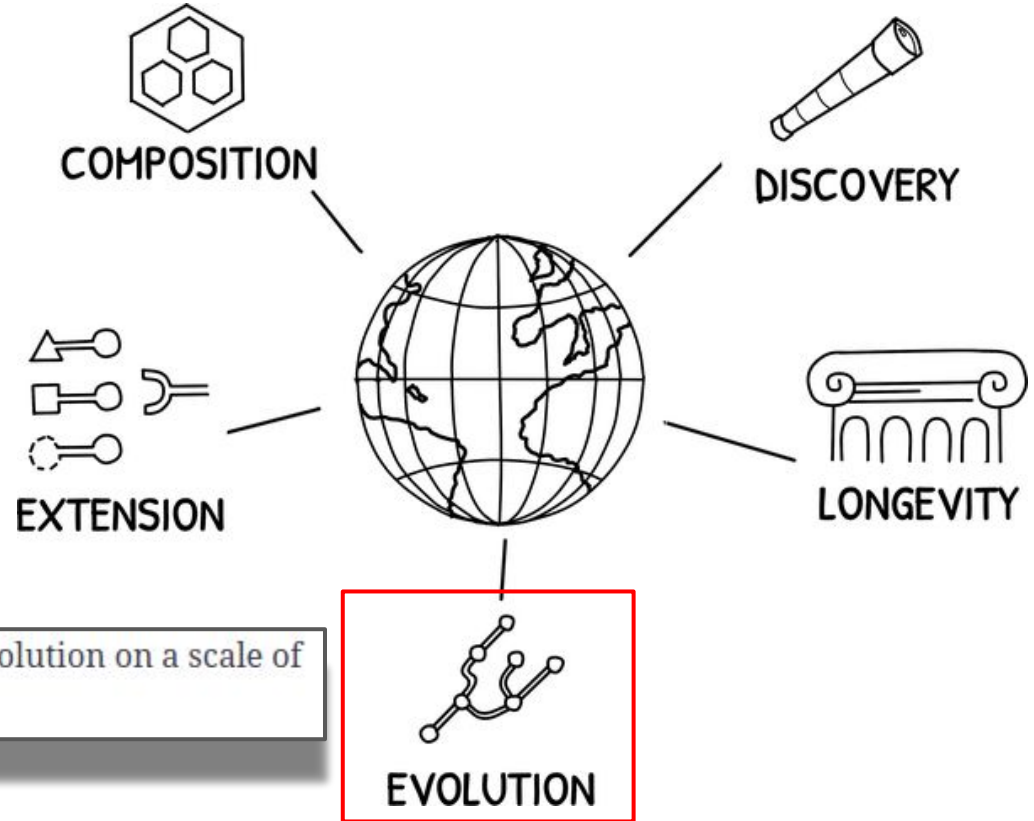 COMPOSITION
DISCOVERY
EXTENSION
LONGEVITY
olution on a scale of
EVOLUTION